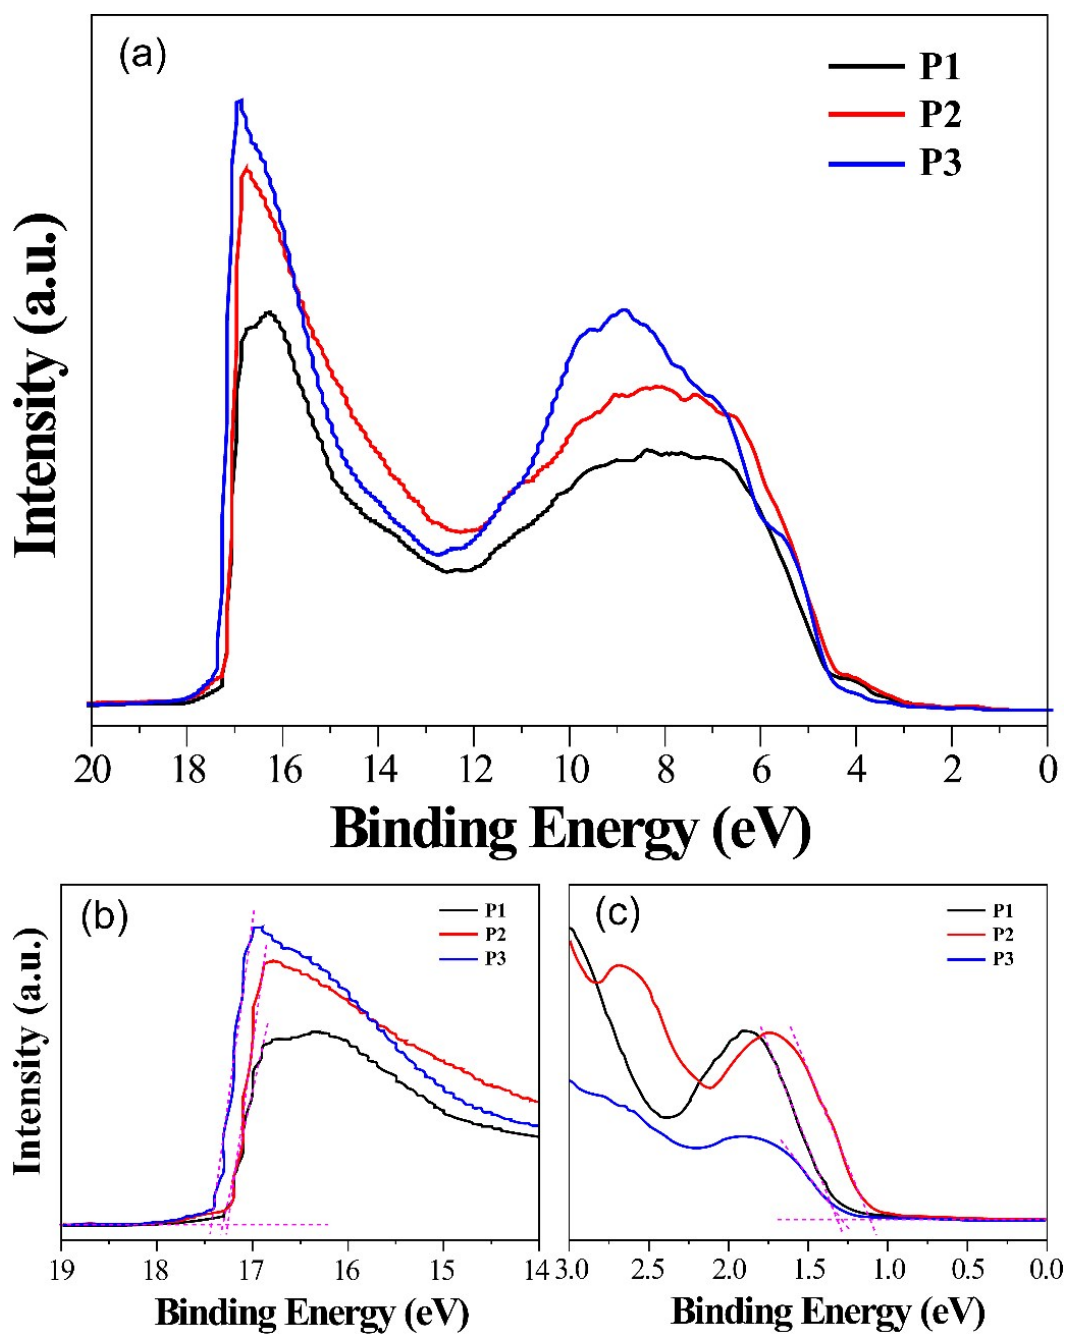 (a)
P1
P2
P3
Intensity (a.u.)
20 18 16 14 12 10 8 6 4 2 0
Binding Energy (eV)
(b)
P1
P2
P3
Intensity (a.u.)
19 18 17 16 15 14
Binding Energy (eV)
(c)
P1
P2
P3
3.0 2.5 2.0 1.5 1.0 0.5 0.0
Binding Energy (eV)